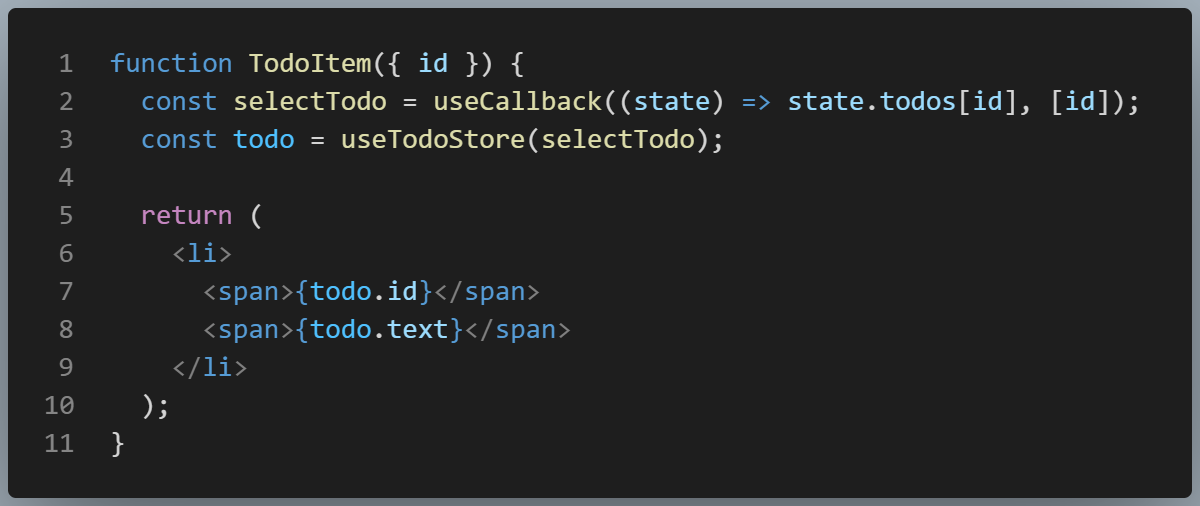 1 function TodoItem({ id }) {
2 const selectTodo = useCallback((state) => state.todos[id], [id]);
3 const todo = useTodoStore(selectTodo);
4
5 return (
6 <li>
7 <span>{todo.id}</span>
8 <span>{todo.text}</span>
9 </li>
10 );
11 }